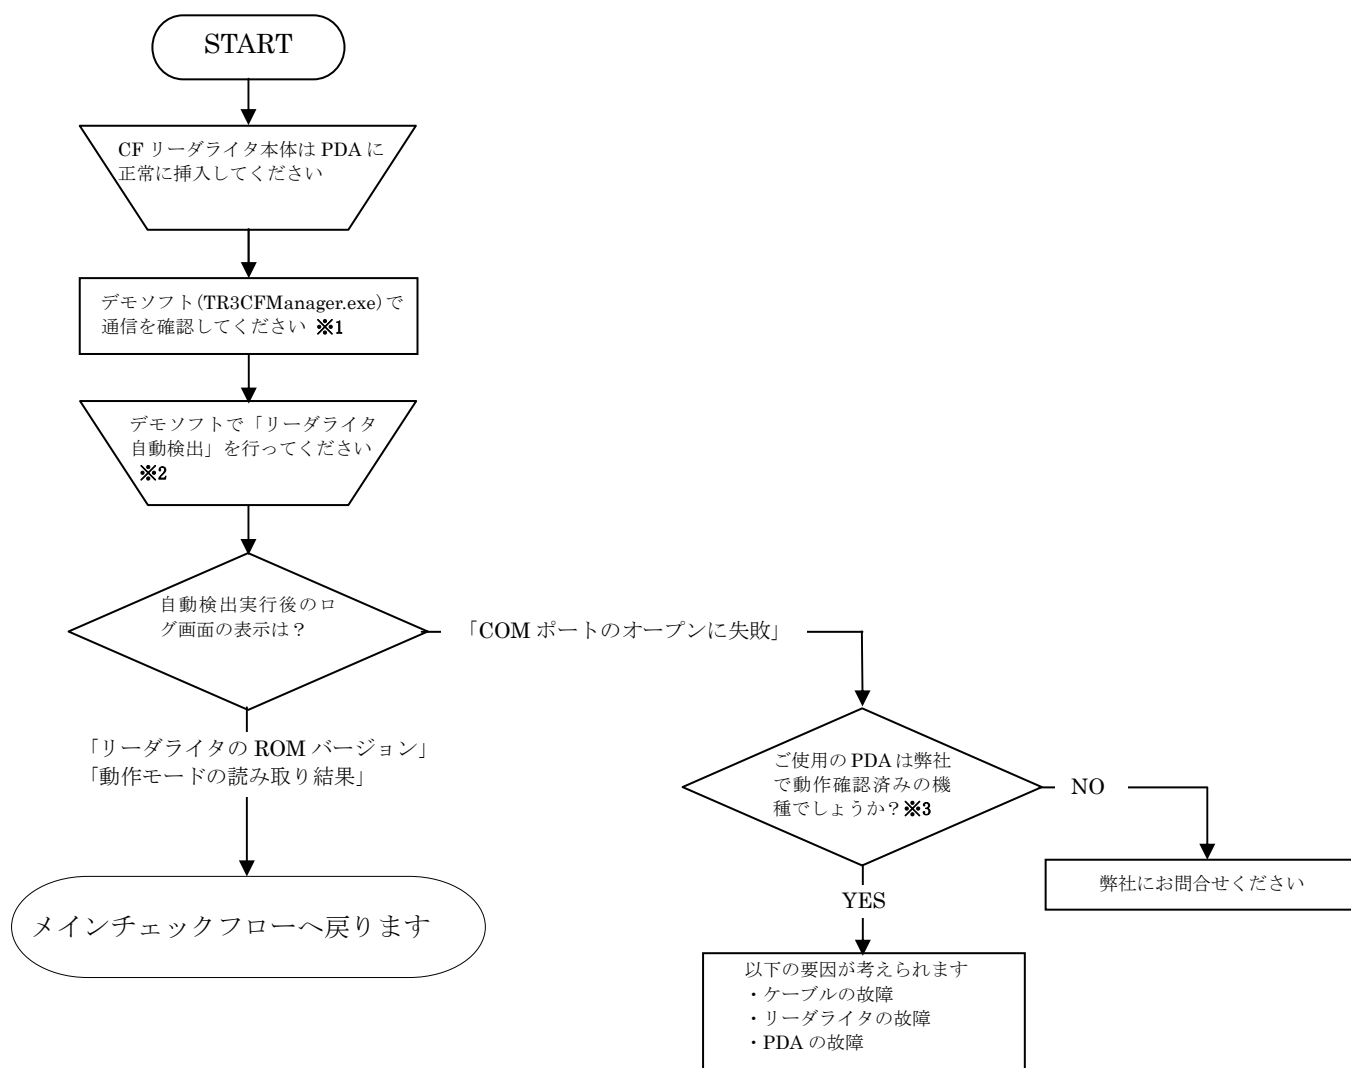 START
CF リーダライタ本体は PDA に
正常に挿入してください
デモソフト(TR3CFManager.exe)で
通信を確認してください ※1
デモソフトで「リーダライタ
自動検出」を行ってください
※2
自動検出実行後のロ
グ画面の表示は？
「COM ポートのオープンに失敗」
「リーダライタの ROM バージョン」
「動作モードの読み取り結果」
メインチェックフローへ戻ります
ご使用の PDA は弊社
で動作確認済みの機
種でしょうか？※3
NO
弊社にお問合せください
YES
以下の要因が考えられます
・ケーブルの故障
・リーダライタの故障
・PDA の故障